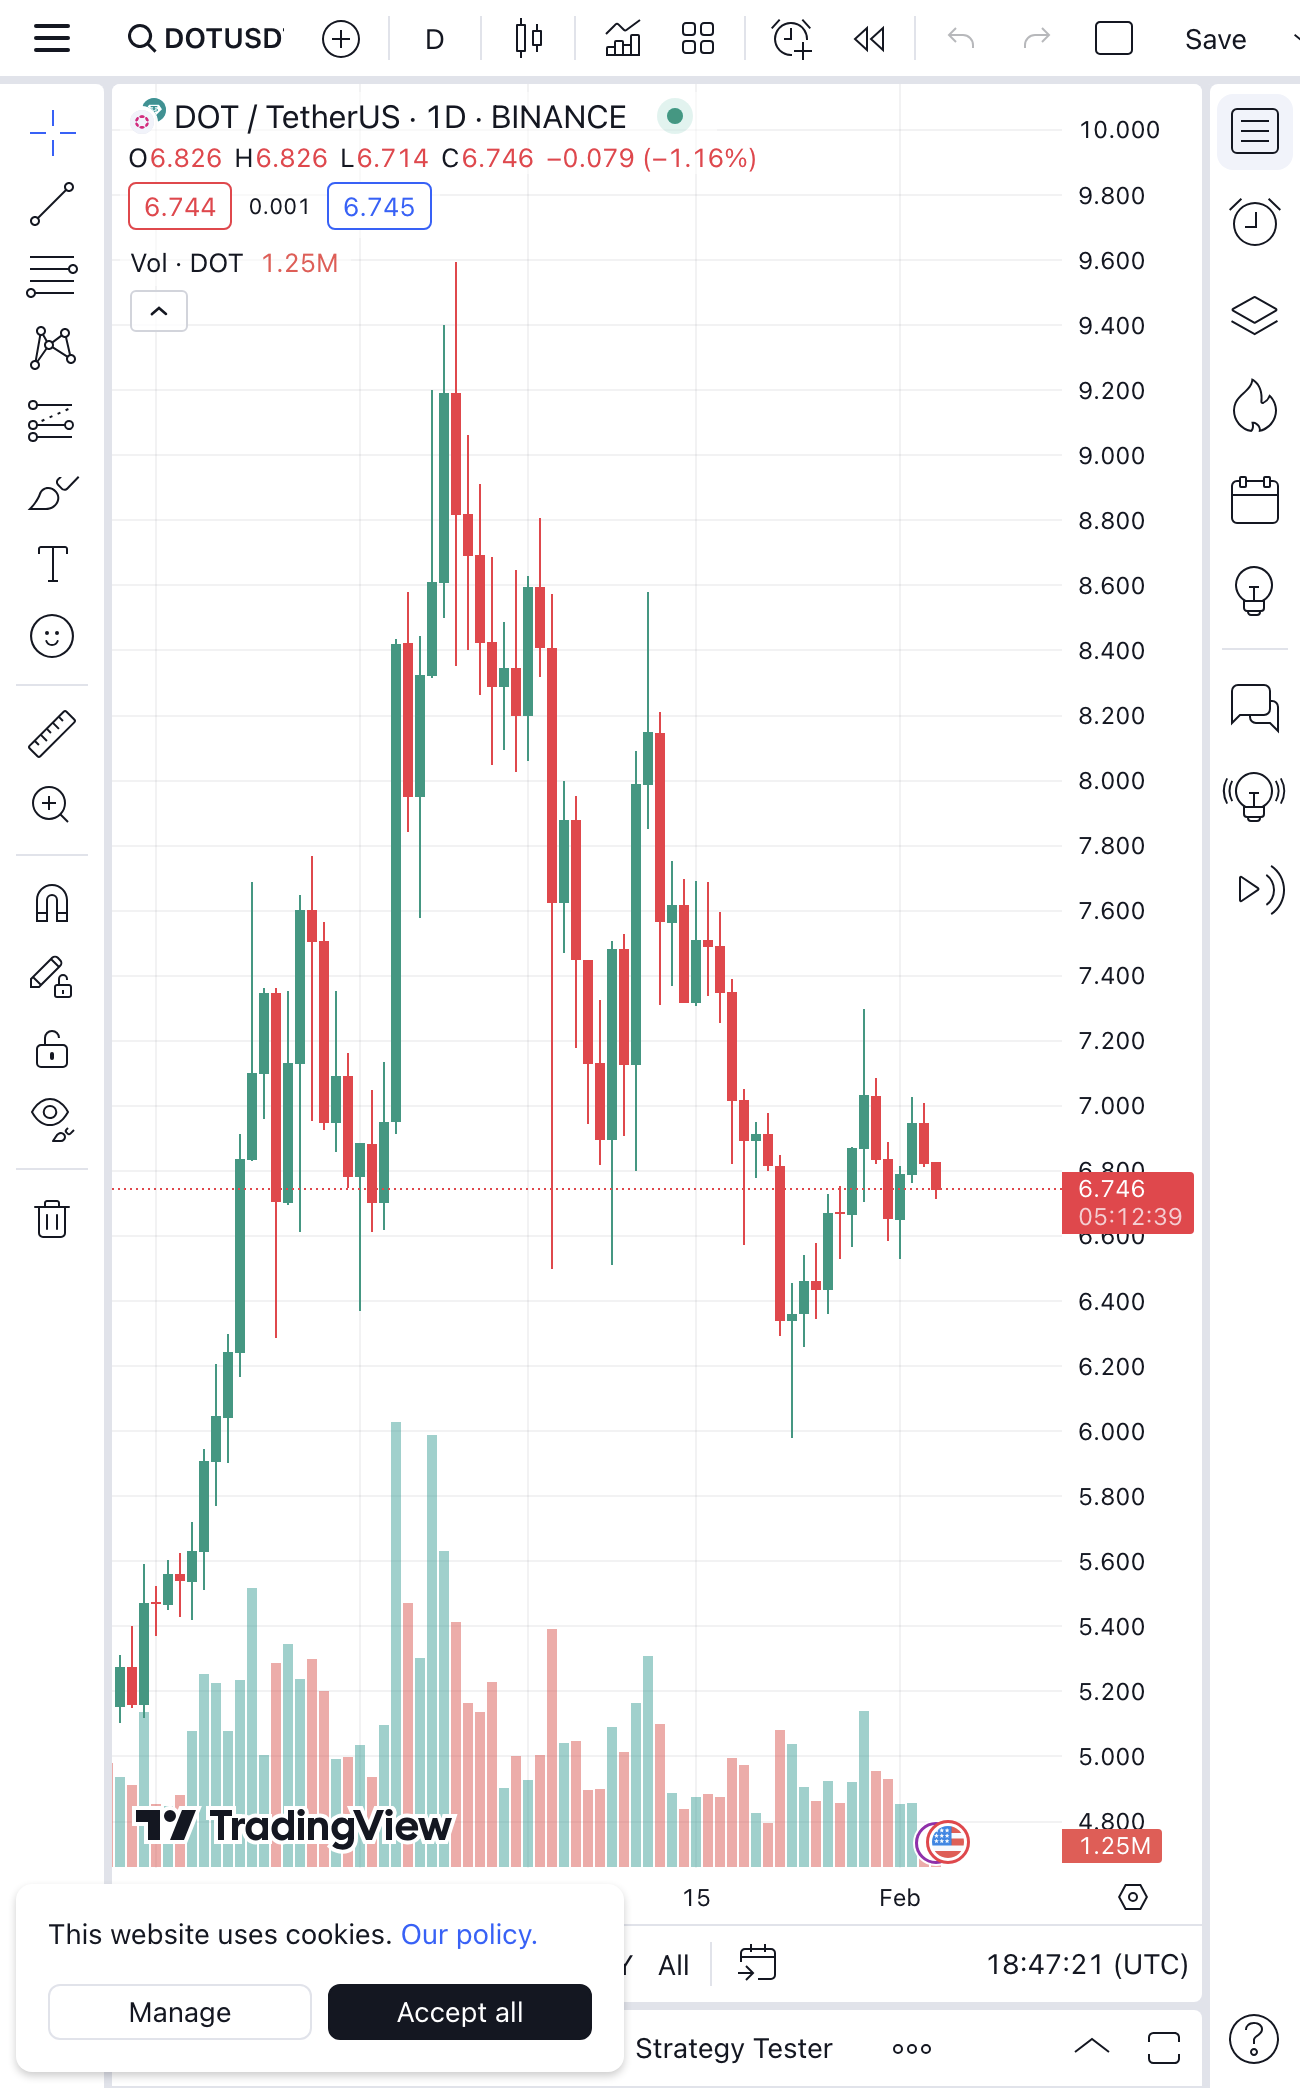 DOTUSD
D
Save
DOT / TetherUS · 1D · BINANCE
O6.826 H6.826 L6.714 C6.746 −0.079 (−1.16%)
6.744 0.001 6.745
Vol · DOT 1.25M
10.000
9.800
9.600
9.400
9.200
9.000
8.800
8.600
8.400
8.200
8.000
7.800
7.600
7.400
7.200
7.000
6.800
6.746
05:12:39
6.600
6.400
6.200
6.000
5.800
5.600
5.400
5.200
5.000
4.800
1.25M
TradingView
15 Feb
This website uses cookies. Our policy.
Manage Accept all
Y All 18:47:21 (UTC)
Strategy Tester